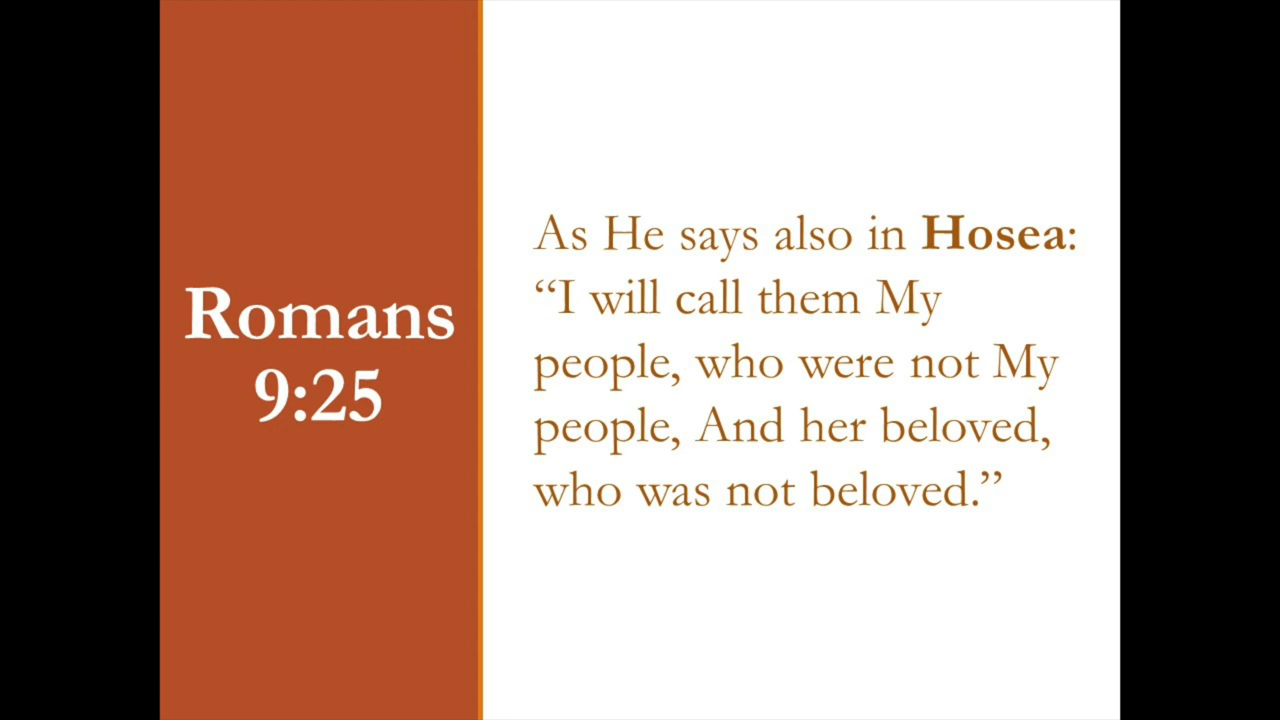 Romans
9:25
As He says also in Hosea:
“I will call them My
people, who were not My
people, And her beloved,
who was not beloved.”